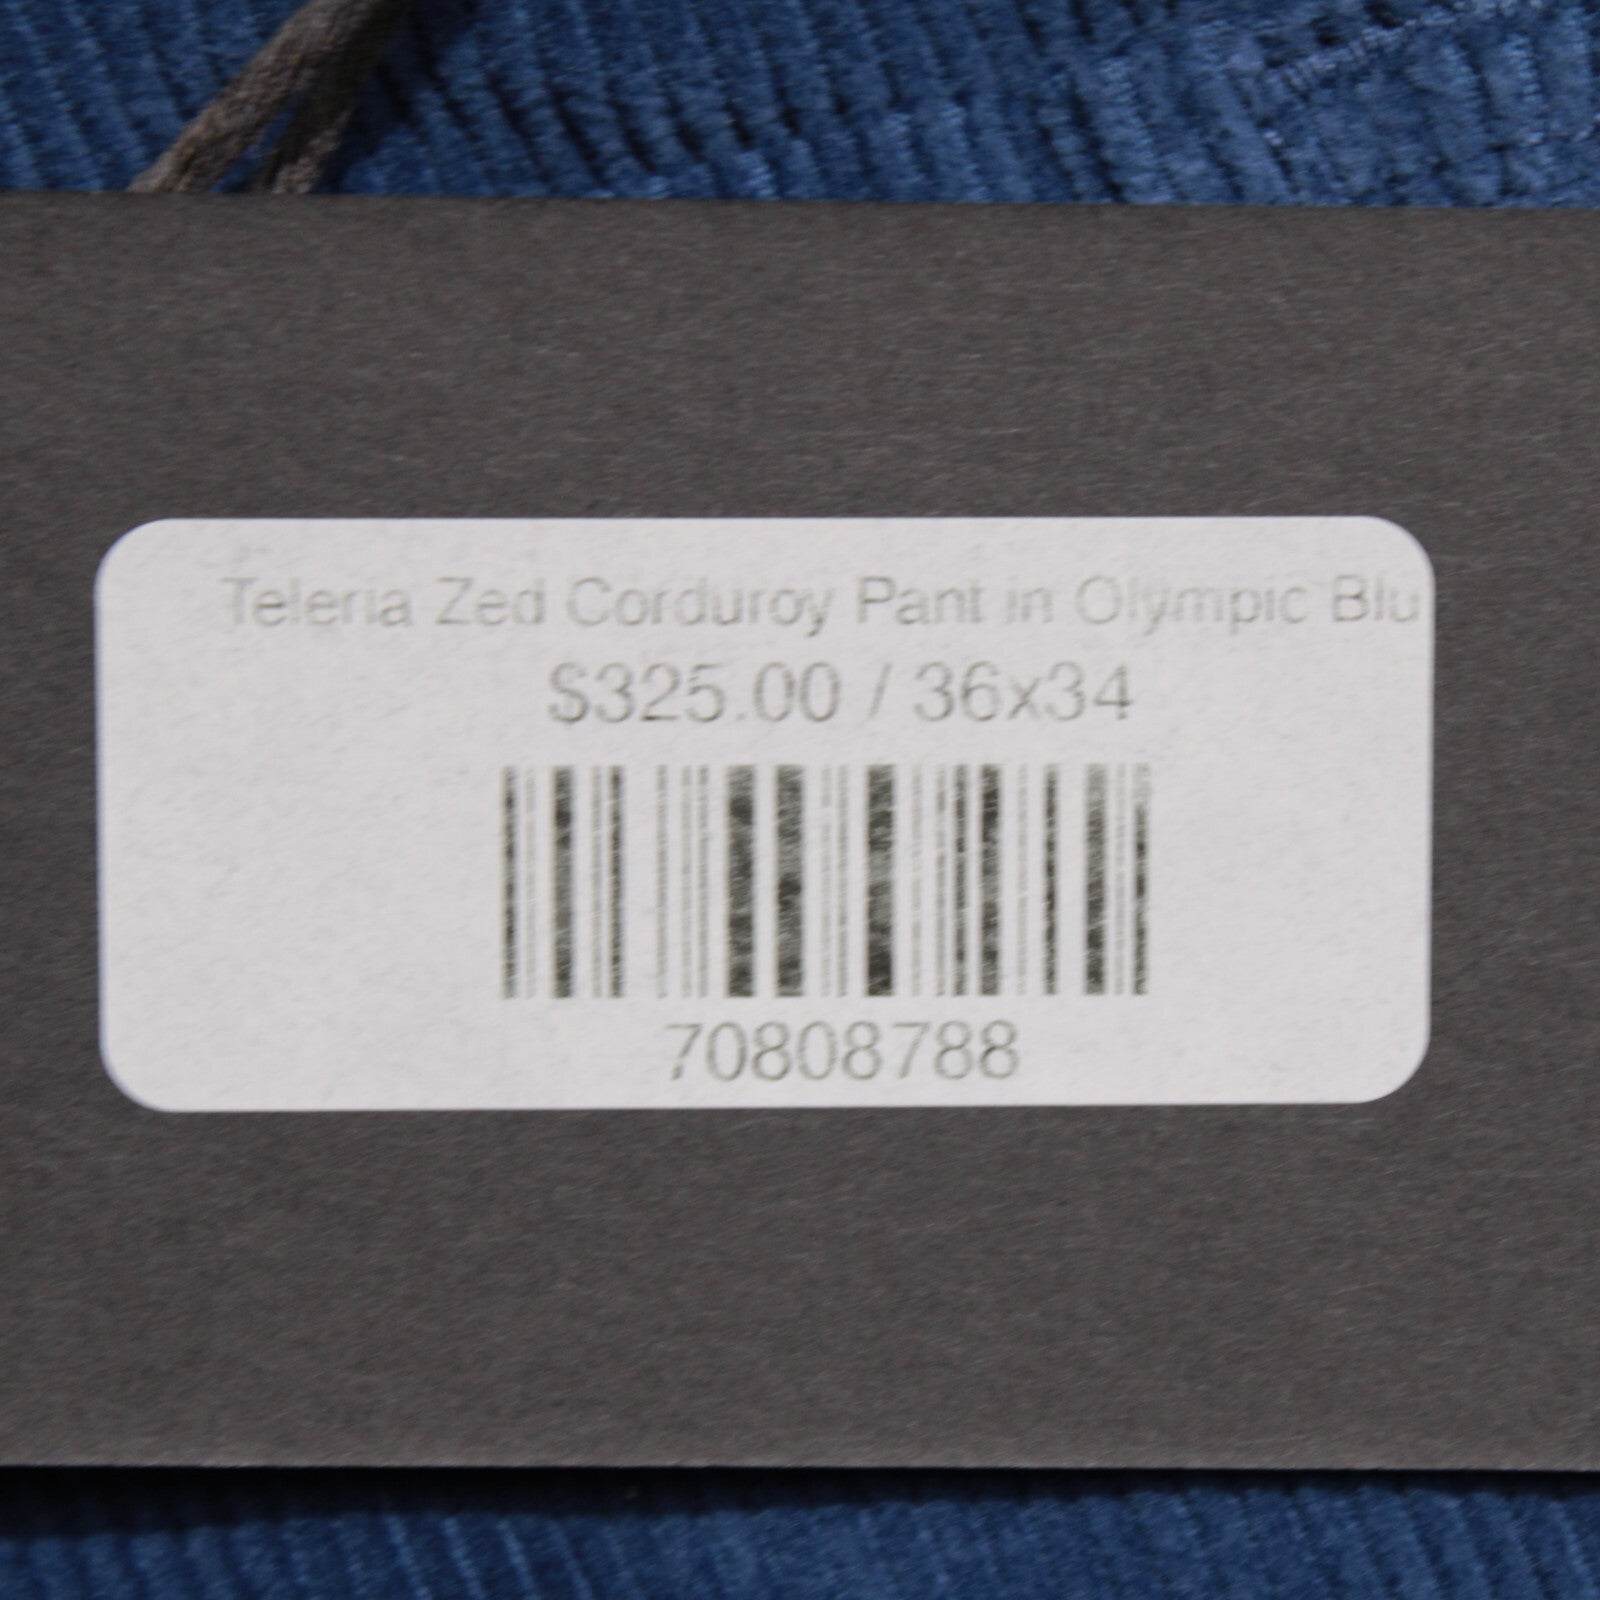 Teleria Zed Corduroy Pant in Olympic Blu
$325.00 / 36x34
70808788